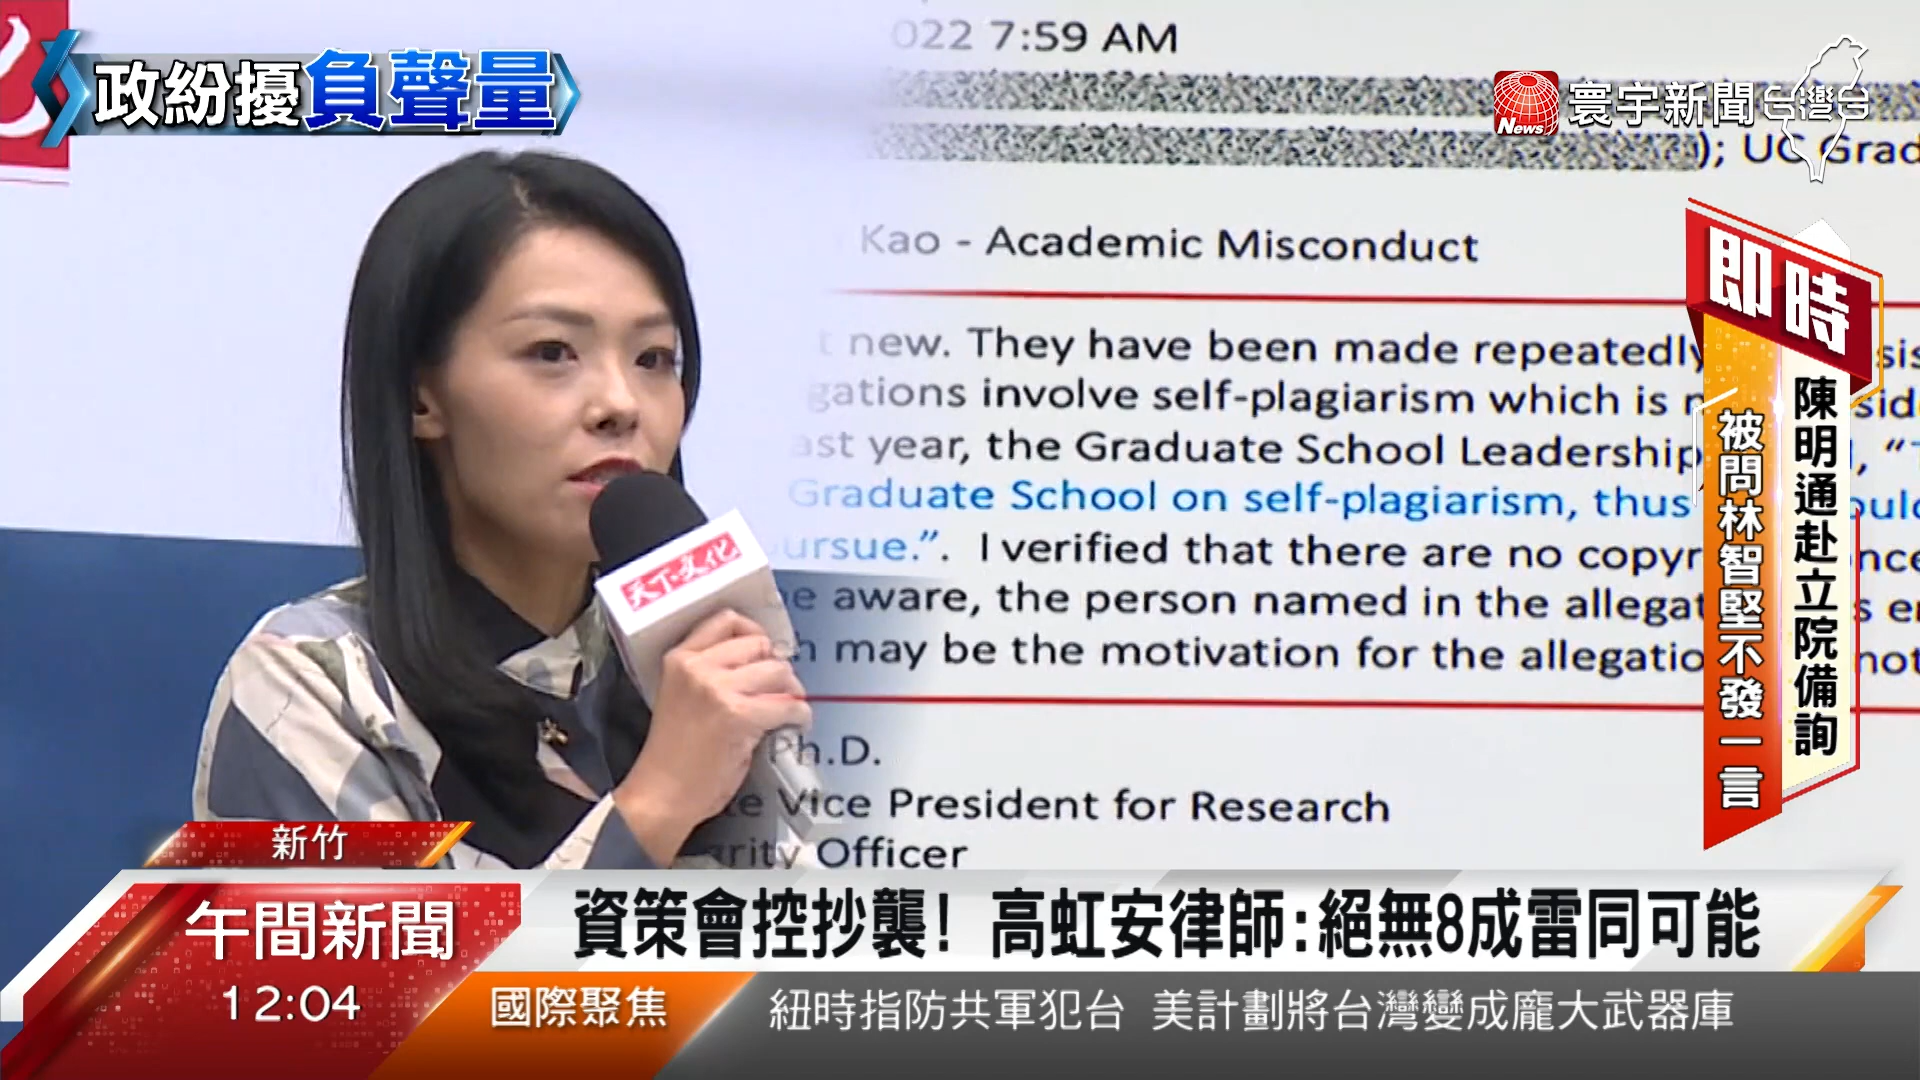 政紛擾負聲量
022 7:59 AM
News
寰宇新聞台灣台
); UC Grad
Kao - Academic Misconduct
new. They have been made repeatedly
gations involve self-plagiarism which is
ast year, the Graduate School Leadership
Graduate School on self-plagiarism, thus
ursue.”. I verified that there are no copyr
be aware, the person named in the allegat
ch may be the motivation for the allegatio
Ph.D.
te Vice President for Research
grity Officer
天下文化
即時
陳明通赴立院備詢
被問林智堅不發一言
新竹
午間新聞
資策會控抄襲! 高虹安律師:絕無8成雷同可能
12:04
國際聚焦
紐時指防共軍犯台 美計劃將台灣變成龐大武器庫